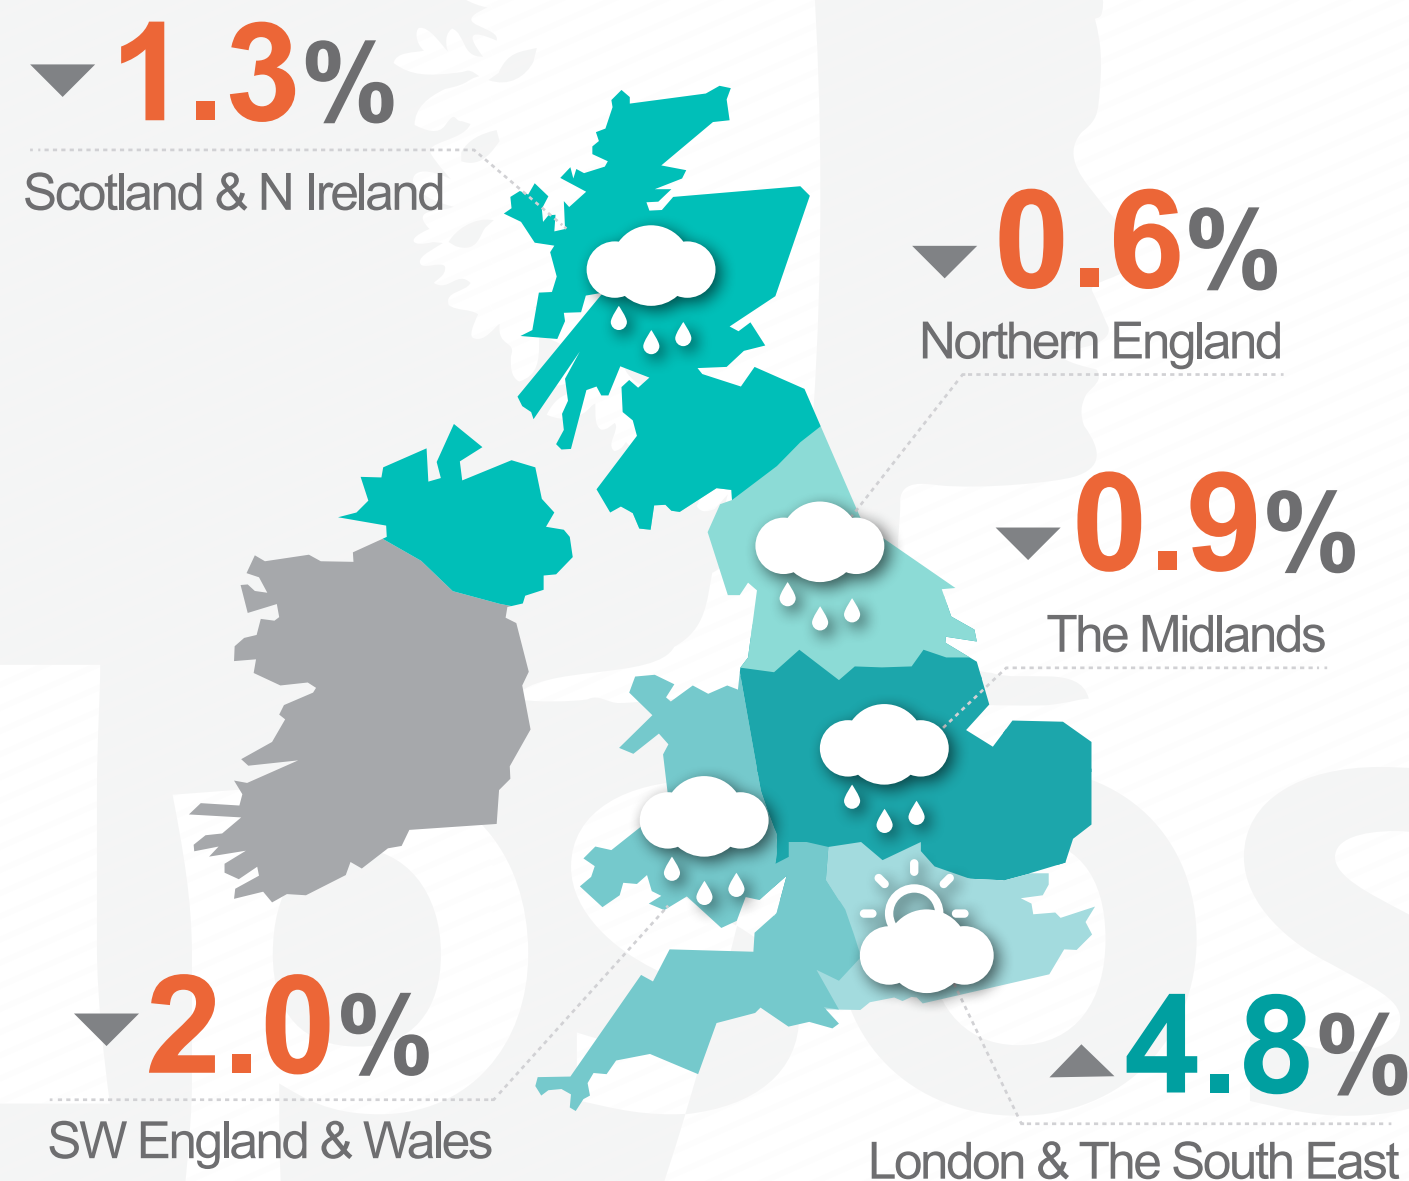 ▼1.3%
Scotland & N Ireland
▼0.6%
Northern England
▼0.9%
The Midlands
▼2.0%
SW England & Wales
▲4.8%
London & The South East